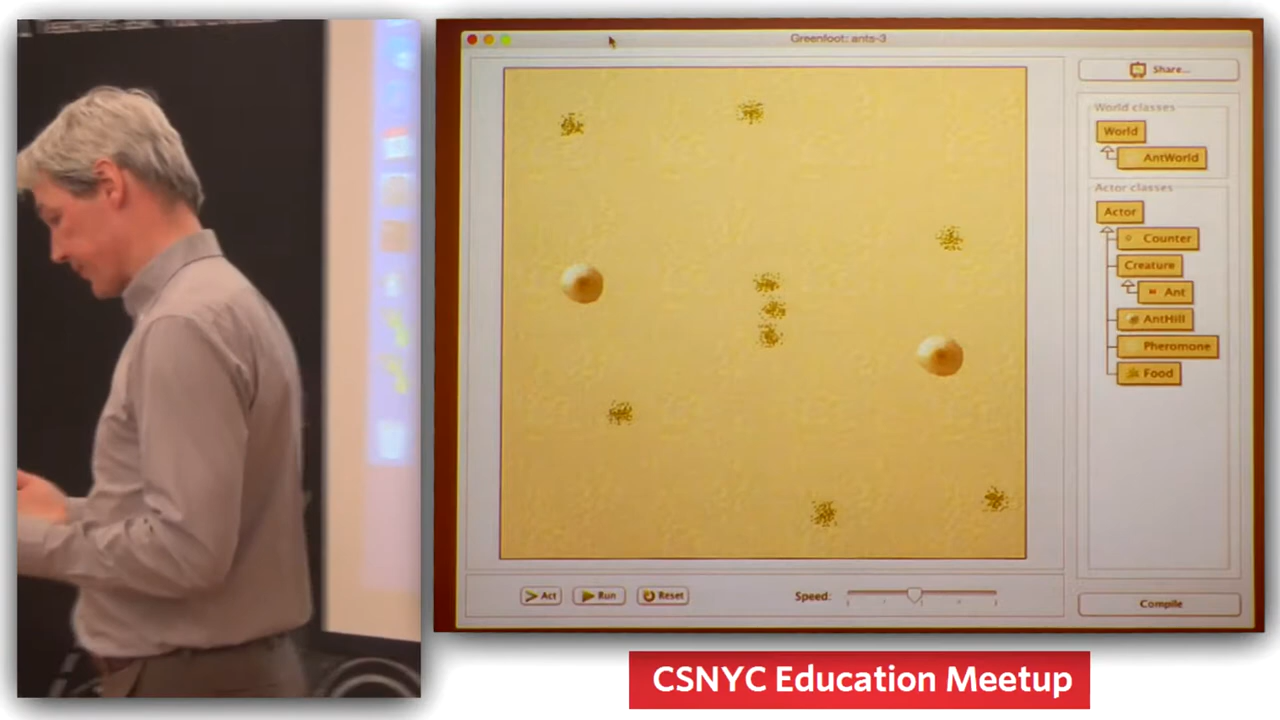 Greenfoot: ants-3
Share...
World classes
World
AntWorld
Actor classes
Actor
Counter
Creature
Ant
AntHill
Pheromone
Food
Act
Run
Reset
Speed:
Compile
CSNYC Education Meetup